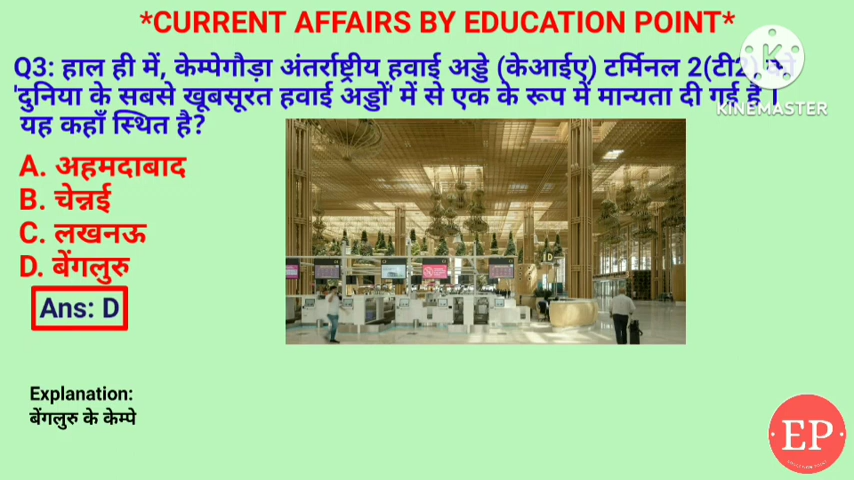 *CURRENT AFFAIRS BY EDUCATION POINT*
Q3: हाल ही में, केम्पेगौड़ा अंतर्राष्ट्रीय हवाई अड्डे (केआईए) टर्मिनल 2(टी2) को
'दुनिया के सबसे खूबसूरत हवाई अड्डों' में से एक के रूप में मान्यता दी गई है |
यह कहाँ स्थित है?
KINEMASTER
A. अहमदाबाद
B. चेन्नई
C. लखनऊ
D. बेंगलुरु
Ans: D
Explanation:
बेंगलुरु के केम्पे
EP